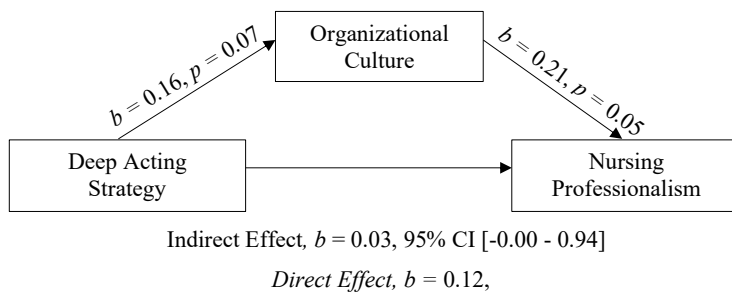 Organizational
Culture
b = 0.16, p = 0.07
b = 0.21, p = 0.05
Deep Acting
Strategy
Nursing
Professionalism
Indirect Effect, b = 0.03, 95% CI [-0.00 - 0.94]
Direct Effect, b = 0.12,